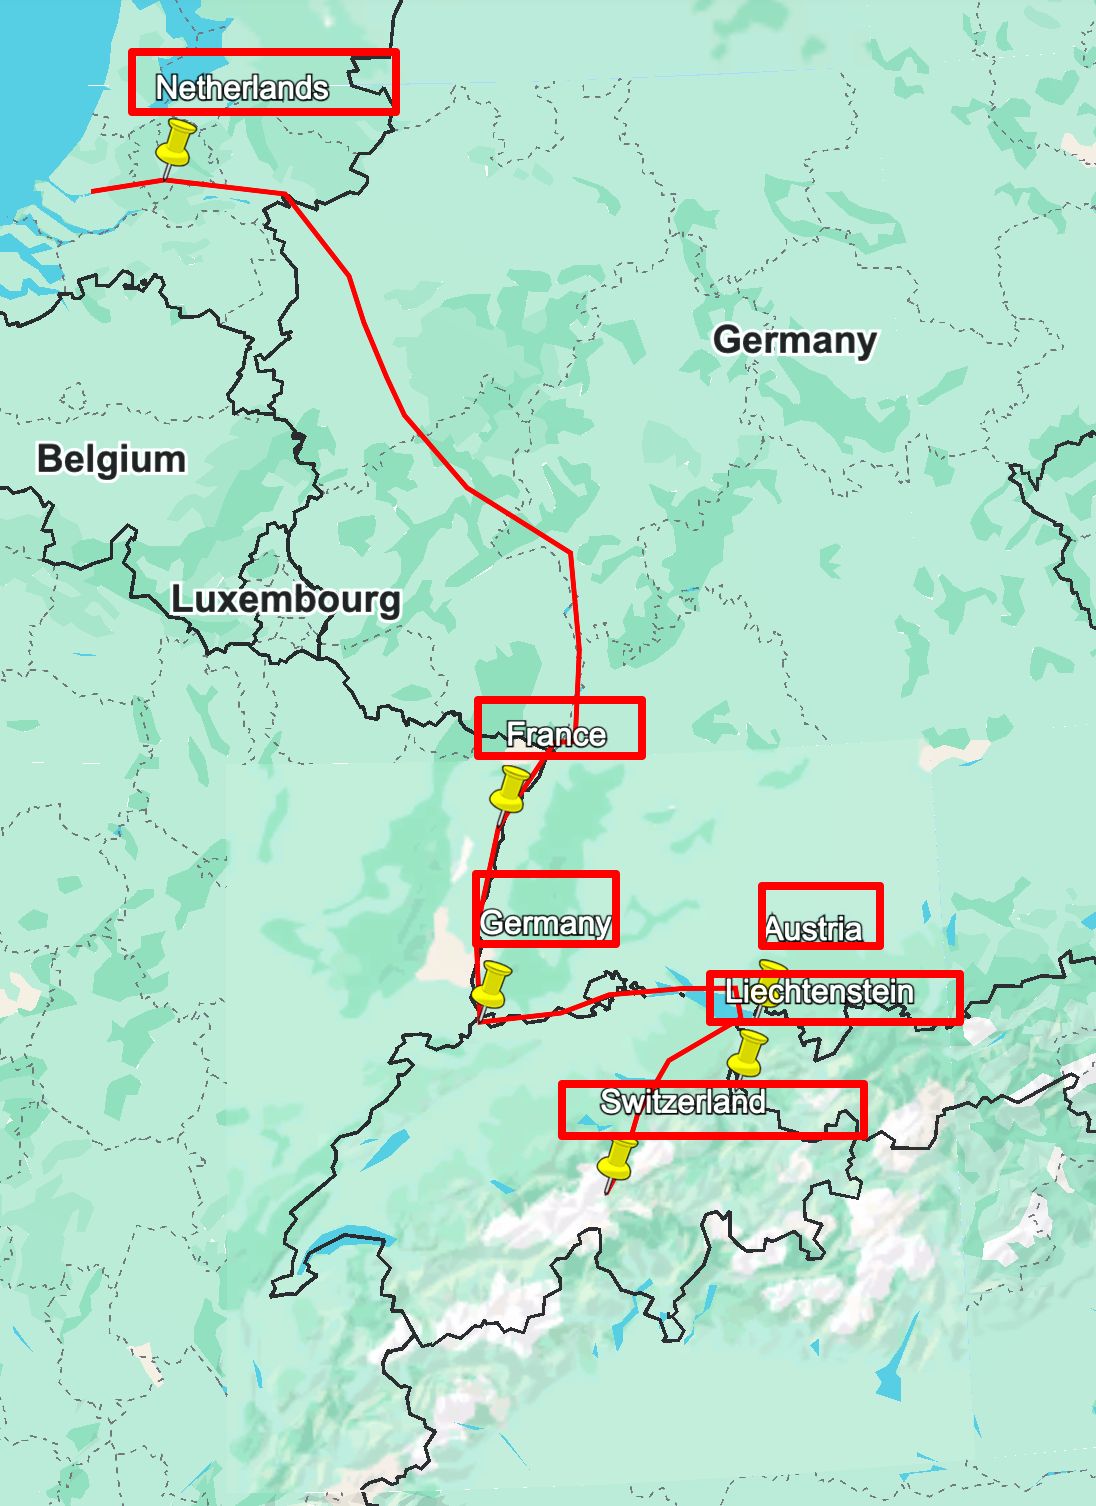 Netherlands
Germany
Belgium
Luxembourg
France
Germany
Austria
Liechtenstein
Switzerland